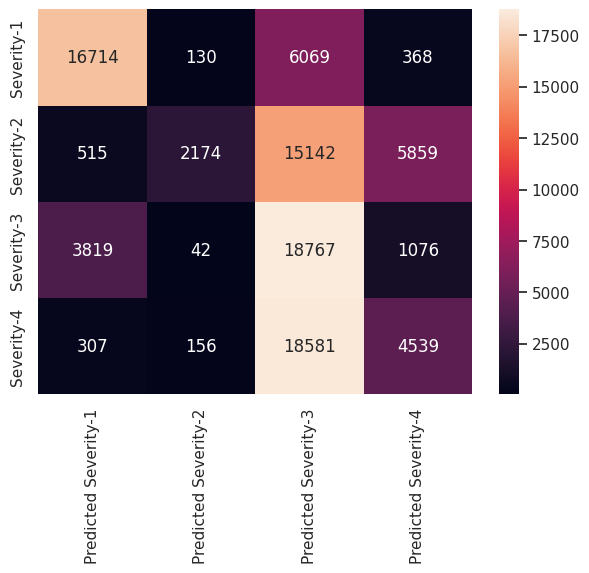 Severity-1
16714 130 6069 368
Severity-2
515 2174 15142 5859
Severity-3
3819 42 18767 1076
Severity-4
307 156 18581 4539
Predicted Severity-1
Predicted Severity-2
Predicted Severity-3
Predicted Severity-4
17500
15000
12500
10000
7500
5000
2500